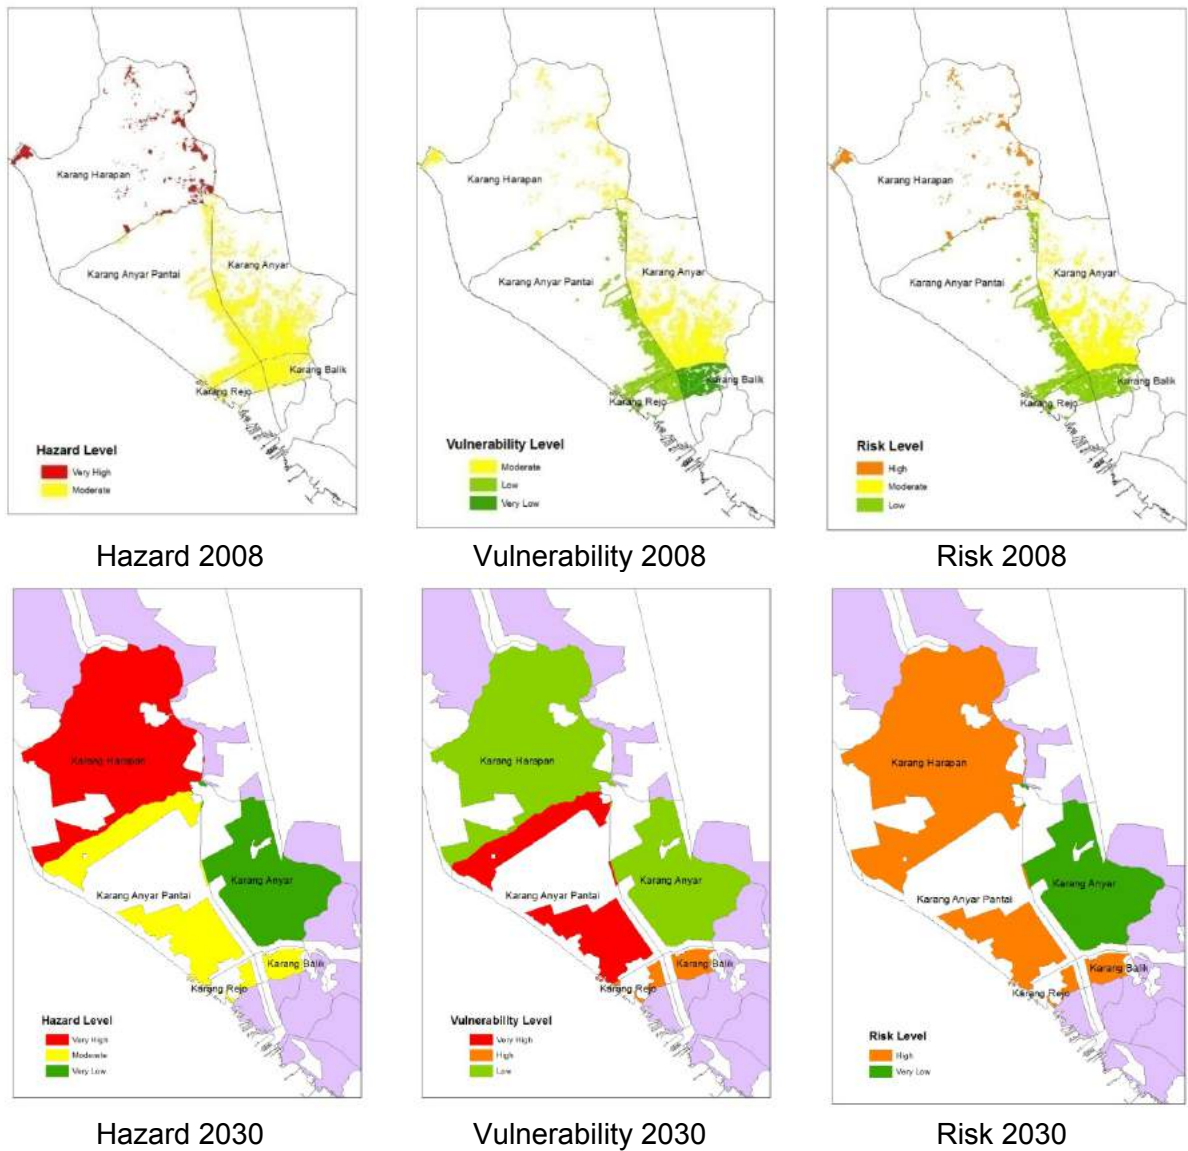 Karang Harapan
Karang Anyar Pantai
Karang Anyar
Karang Balik
Karang Rejo
Hazard Level
Very High
Moderate
Karang Harapan
Karang Anyar
Karang Anyar Pantai
Karang Balik
Karang Rejo
Vulnerability Level
Moderate
Low
Very Low
Karang Harapan
Karang Anyar
Karang Anyar Pantai
Karang Balik
Karang Rejo
Risk Level
High
Moderate
Low
Hazard 2008
Vulnerability 2008
Risk 2008
Karang Harapan
Karang Anyar
Karang Anyar Pantai
Karang Balik
Karang Rejo
Hazard Level
Very High
Moderate
Very Low
Karang Harapan
Karang Anyar
Karang Anyar Pantai
Karang Balik
Karang Rejo
Vulnerability Level
Very High
High
Low
Karang Harapan
Karang Anyar
Karang Anyar Pantai
Karang Balik
Karang Rejo
Risk Level
High
Very Low
Hazard 2030
Vulnerability 2030
Risk 2030